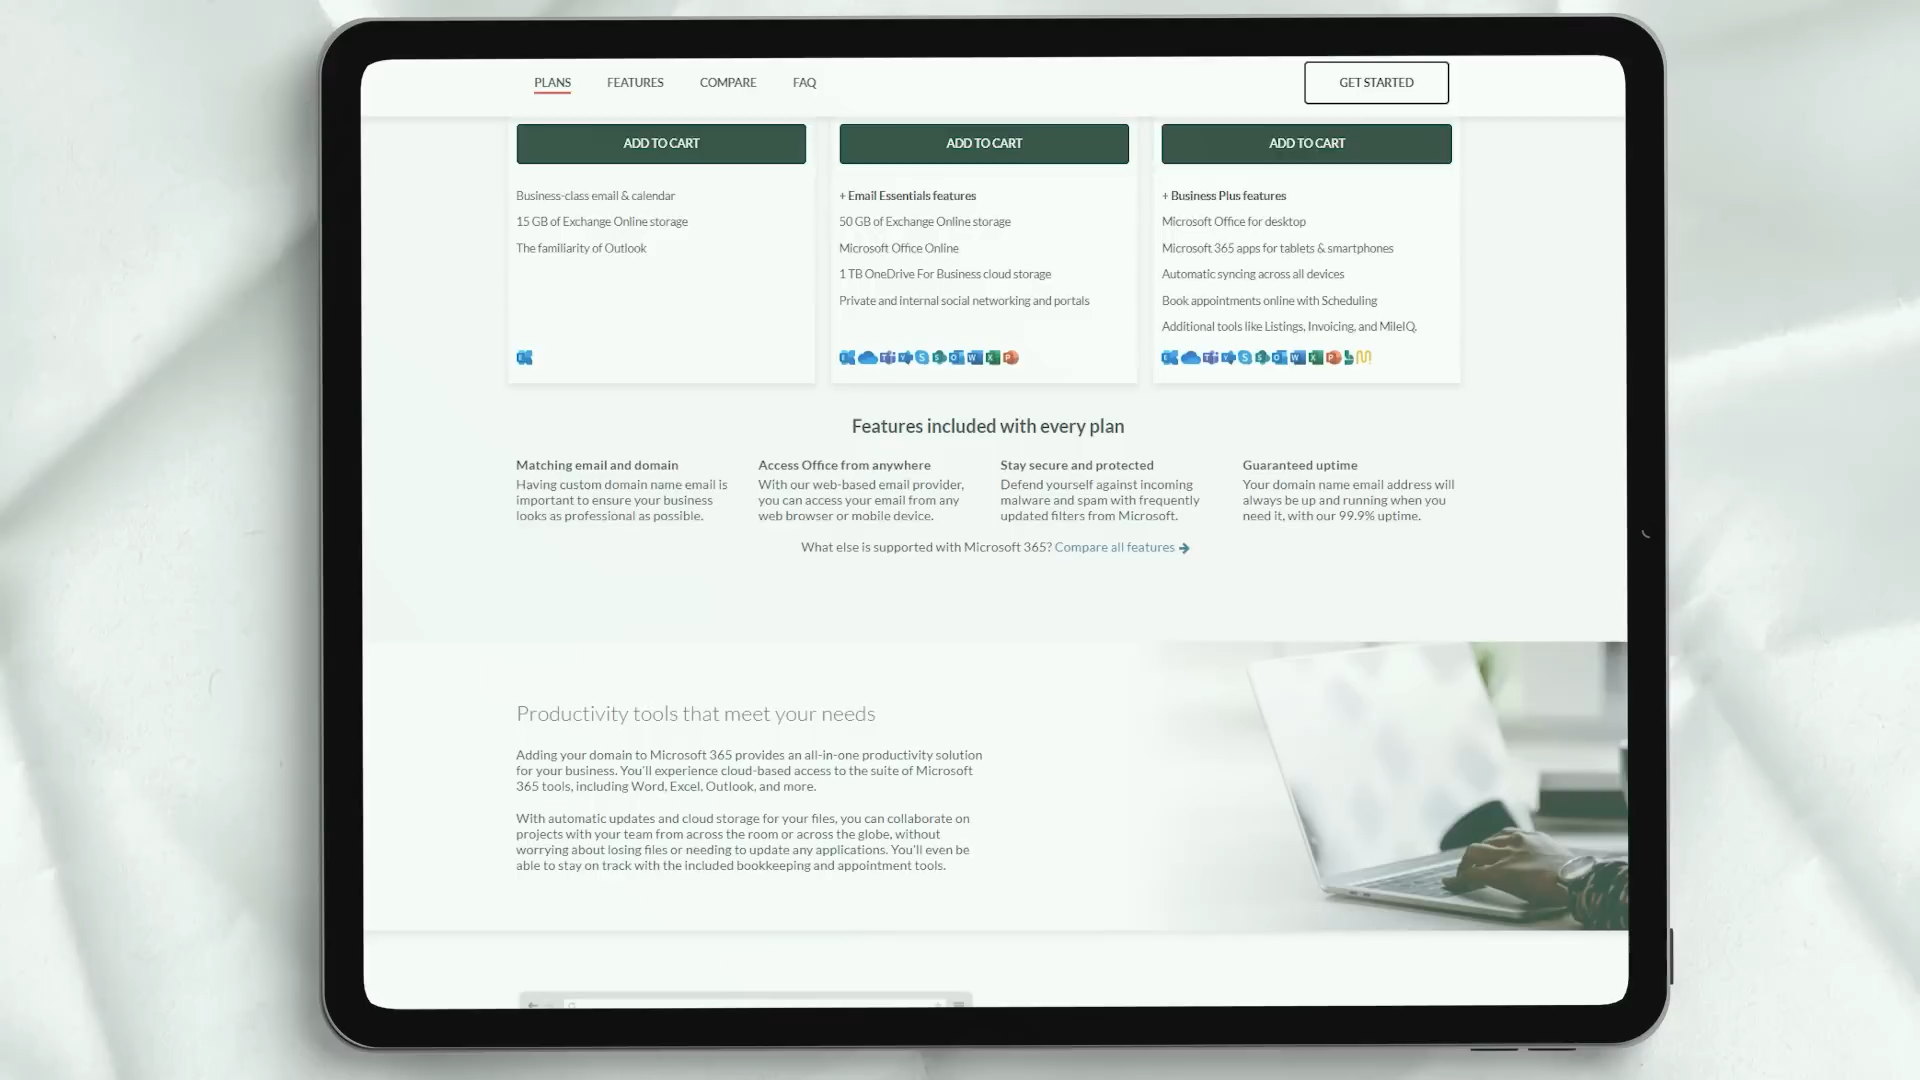 PLANS FEATURES COMPARE FAQ GET STARTED
ADD TO CART
Business-class email & calendar
15 GB of Exchange Online storage
The familiarity of Outlook
ADD TO CART
+ Email Essentials features
50 GB of Exchange Online storage
Microsoft Office Online
1 TB OneDrive For Business cloud storage
Private and internal social networking and portals
ADD TO CART
+ Business Plus features
Microsoft Office for desktop
Microsoft 365 apps for tablets & smartphones
Automatic syncing across all devices
Book appointments online with Scheduling
Additional tools like Listings, Invoicing, and MileIQ.
Features included with every plan
Matching email and domain
Having custom domain name email is
important to ensure your business
looks as professional as possible.
Access Office from anywhere
With our web-based email provider,
you can access your email from any
web browser or mobile device.
Stay secure and protected
Defend yourself against incoming
malware and spam with frequently
updated filters from Microsoft.
Guaranteed uptime
Your domain name email address will
always be up and running when you
need it, with our 99.9% uptime.
What else is supported with Microsoft 365? Compare all features →
Productivity tools that meet your needs
Adding your domain to Microsoft 365 provides an all-in-one productivity solution
for your business. You'll experience cloud-based access to the suite of Microsoft
365 tools, including Word, Excel, Outlook, and more.
With automatic updates and cloud storage for your files, you can collaborate on
projects with your team from across the room or across the globe, without
worrying about losing files or needing to update any applications. You'll even be
able to stay on track with the included bookkeeping and appointment tools.